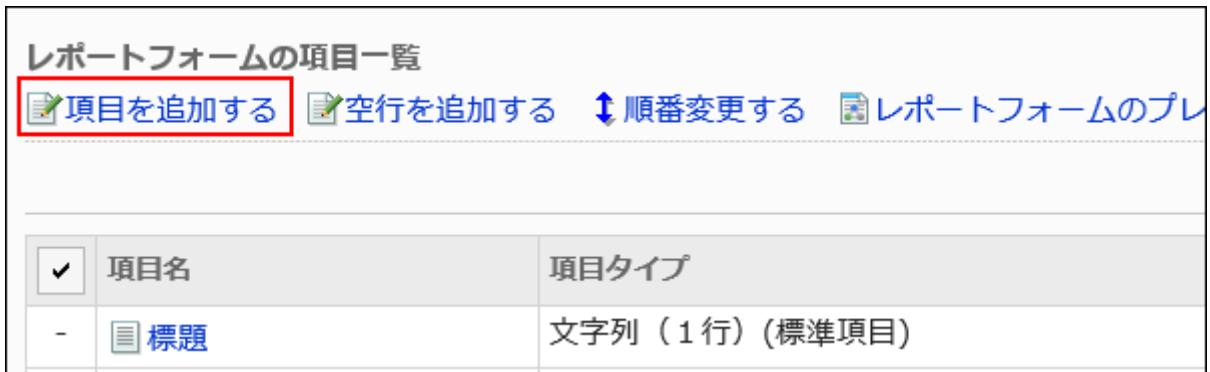 レポートフォームの項目一覧
項目を追加する 空行を追加する 順番変更する レポートフォームのプレ
項目名 項目タイプ
- 標題 文字列（１行）(標準項目)